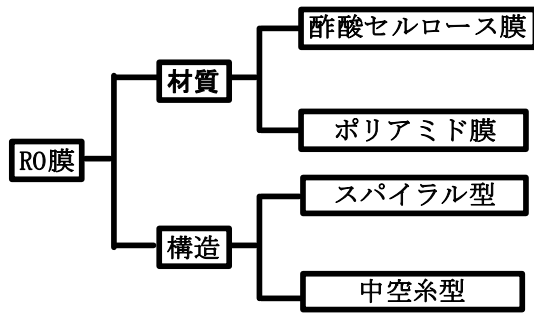 RO膜
材質
酢酸セルロース膜
ポリアミド膜
構造
スパイラル型
中空糸型